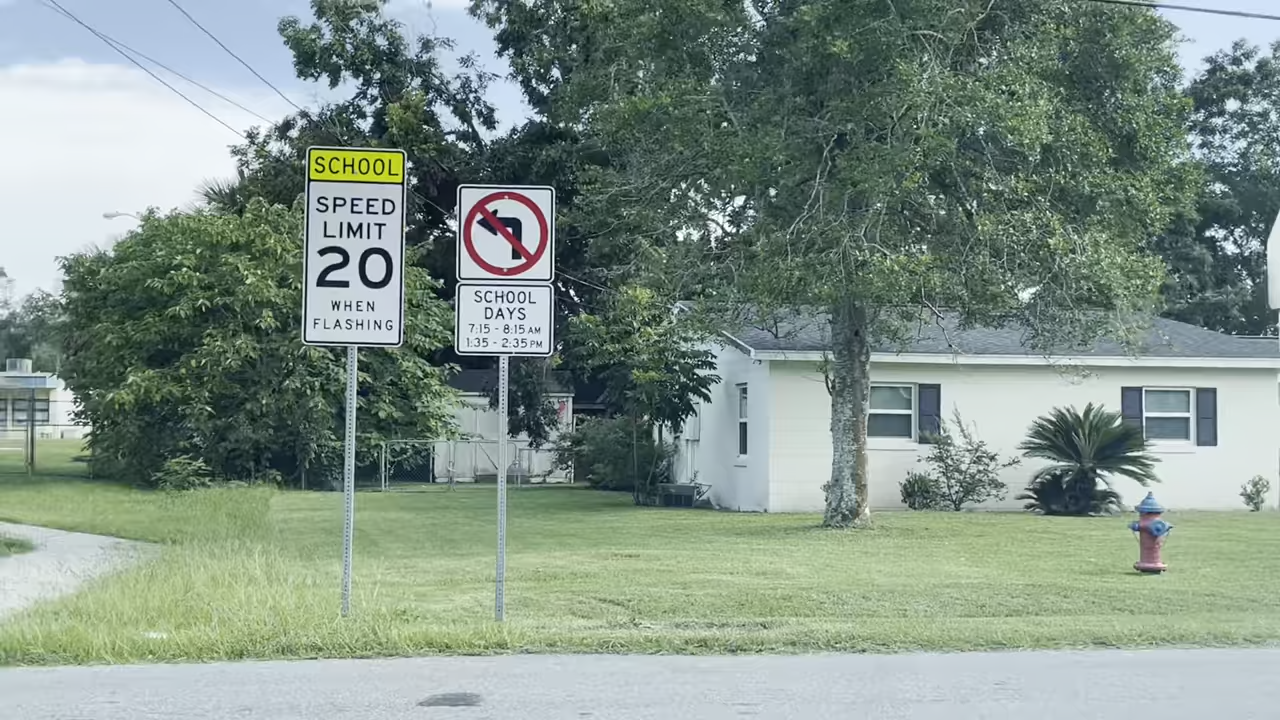 SCHOOL
SPEED
LIMIT
20
WHEN
FLASHING
SCHOOL
DAYS
7:15 - 8:15 AM
1:35 - 2:35 PM